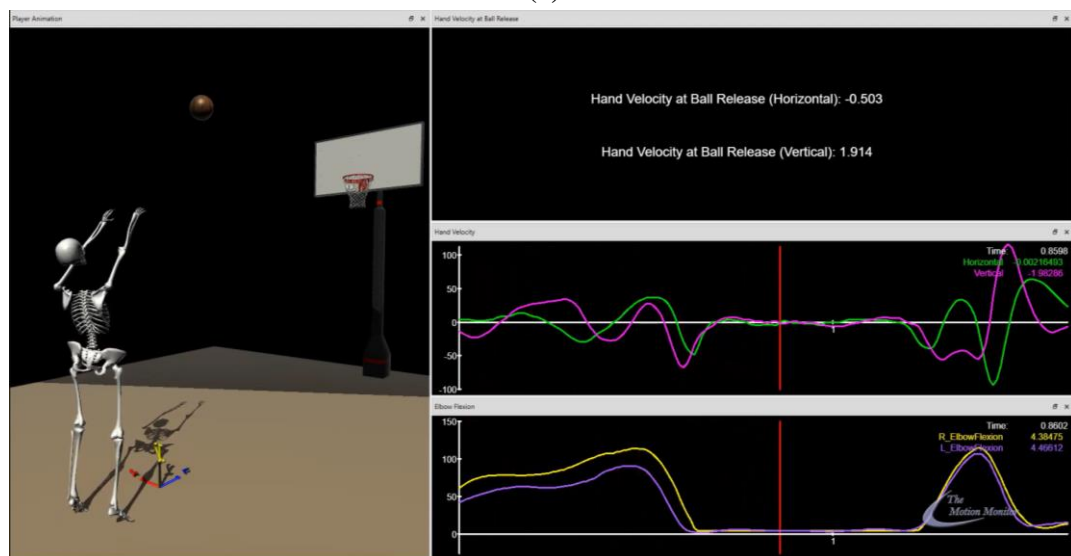 Player Animation
Hand Velocity at Ball Release
Hand Velocity at Ball Release (Horizontal): -0.503
Hand Velocity at Ball Release (Vertical): 1.914
Hand Velocity
Time: 0.8598
Horizontal -0.00216493
Vertical -1.98286
100
50
0
-50
-100
1
Elbow Flexion
Time: 0.8602
R_ElbowFlexion 4.38475
L_ElbowFlexion 4.46612
150
100
50
0
1
The
Motion Monitor